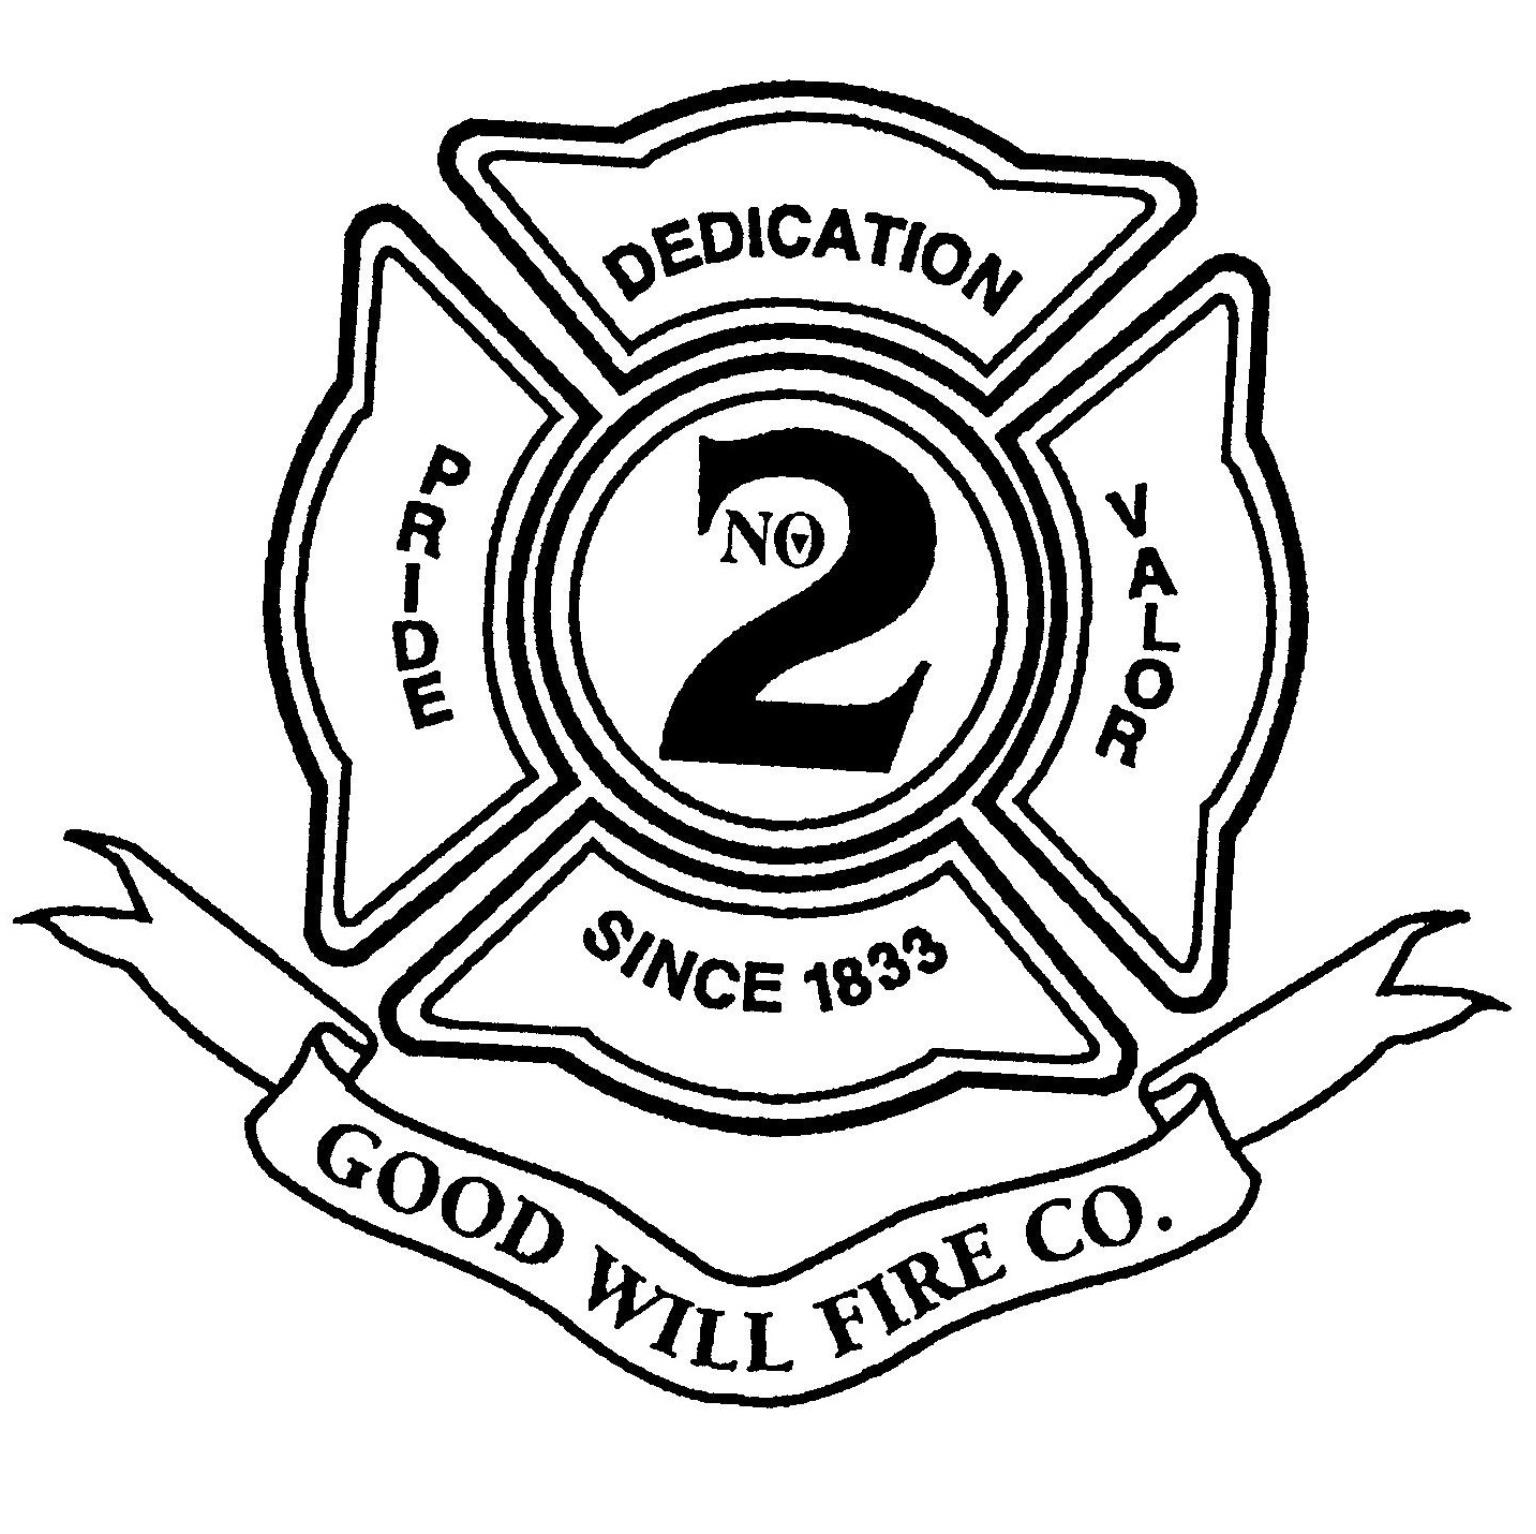 DEDICATION
PRIDE
NO
2
VALOR
SINCE 1833
GOOD WILL FIRE CO.